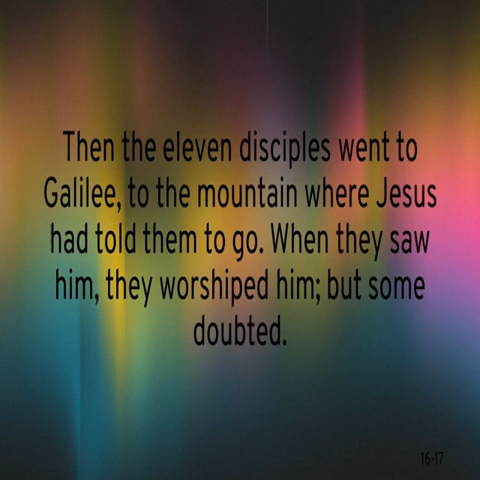 Then the eleven disciples went to
Galilee, to the mountain where Jesus
had told them to go. When they saw
him, they worshiped him; but some
doubted.
16-17